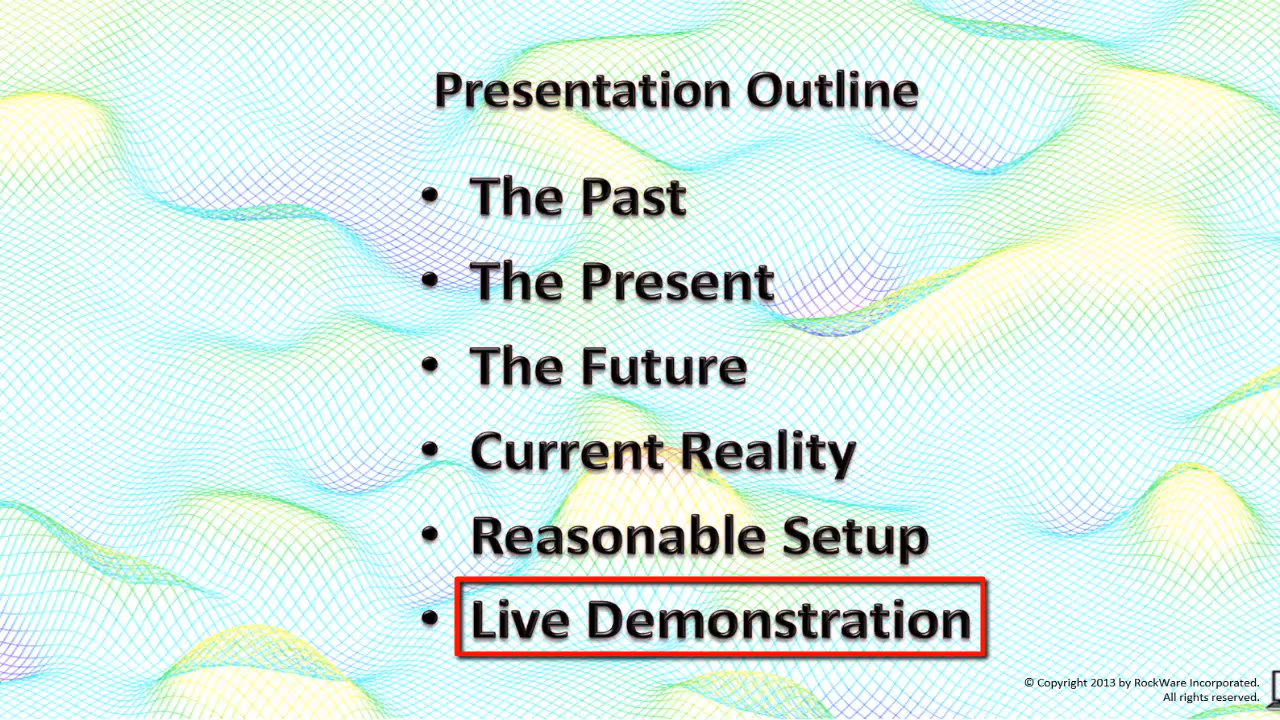 Presentation Outline
• The Past
• The Present
• The Future
• Current Reality
• Reasonable Setup
• Live Demonstration
© Copyright 2013 by RockWare Incorporated.
All rights reserved.